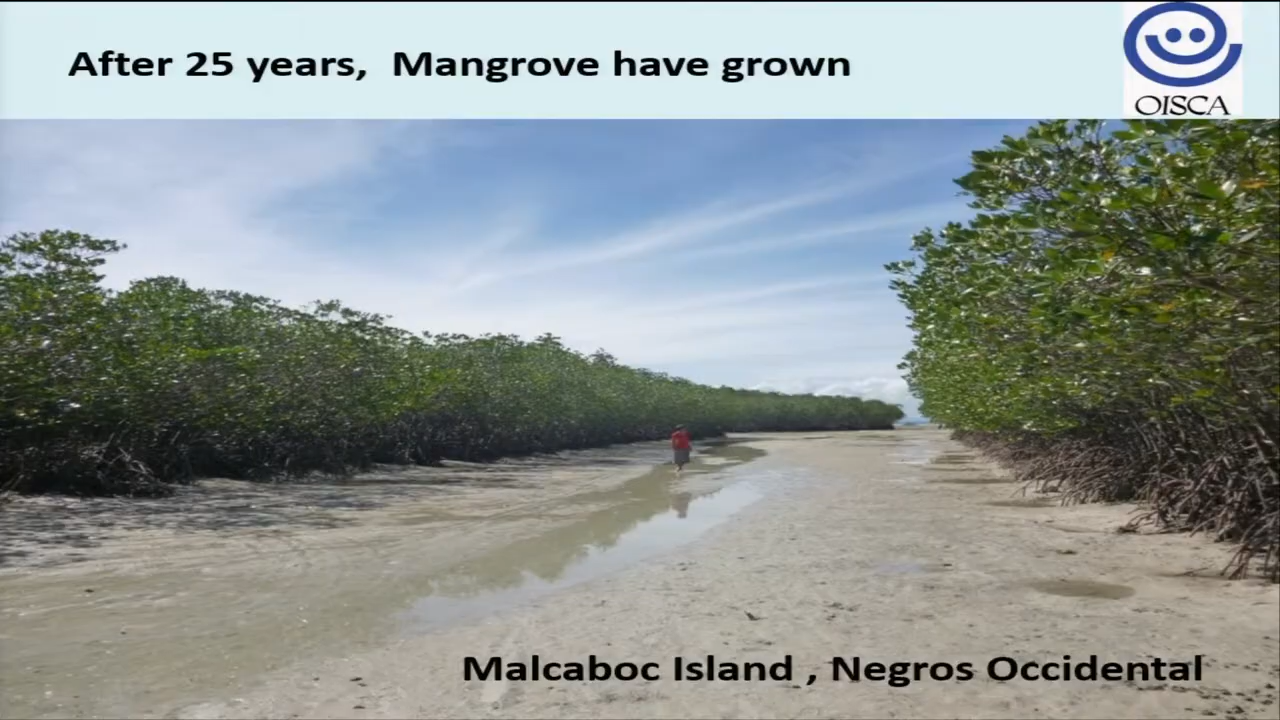 After 25 years, Mangrove have grown
OISCA
Malcaboc Island , Negros Occidental